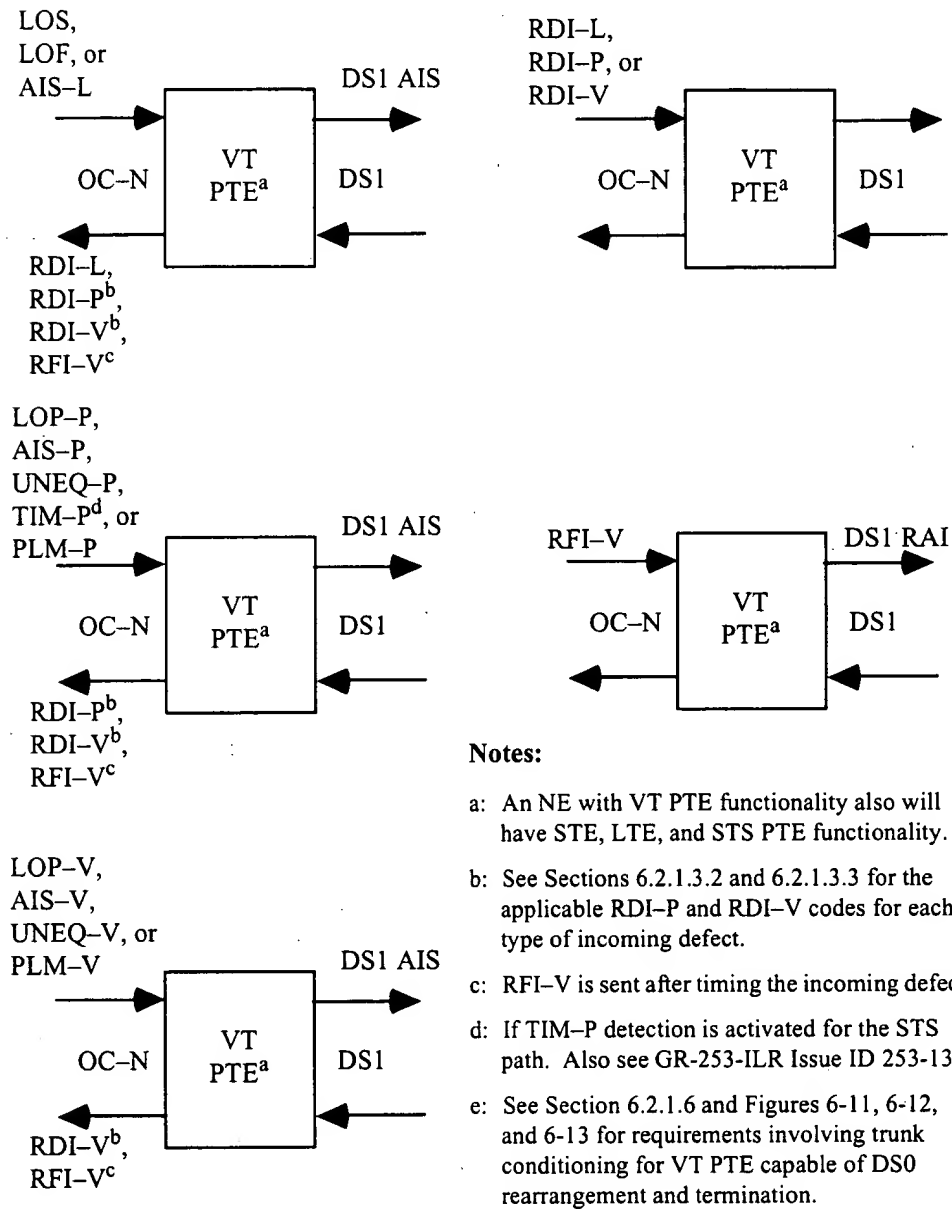 LOS,
LOF, or
AIS–L
DS1 AIS
OC–N
VT
PTEᵃ
DS1
RDI–L,
RDI–Pᵇ,
RDI–Vᵇ,
RFI–Vᶜ
RDI–L,
RDI–P, or
RDI–V
OC–N
VT
PTEᵃ
DS1
LOP–P,
AIS–P,
UNEQ–P,
TIM–Pᵈ, or
PLM–P
DS1 AIS
OC–N
VT
PTEᵃ
DS1
RDI–Pᵇ,
RDI–Vᵇ,
RFI–Vᶜ
RFI–V
DS1 RAI
OC–N
VT
PTEᵃ
DS1
LOP–V,
AIS–V,
UNEQ–V, or
PLM–V
DS1 AIS
OC–N
VT
PTEᵃ
DS1
RDI–Vᵇ,
RFI–Vᶜ
Notes:
a: An NE with VT PTE functionality also will
have STE, LTE, and STS PTE functionality.
b: See Sections 6.2.1.3.2 and 6.2.1.3.3 for the
applicable RDI–P and RDI–V codes for each
type of incoming defect.
c: RFI–V is sent after timing the incoming
d: If TIM–P detection is activated for the STS
path. Also see GR-253-ILR Issue ID 253-13
e: See Section 6.2.1.6 and Figures 6-11, 6-12,
and 6-13 for requirements involving trunk
conditioning for VT PTE capable of DS0
rearrangement and termination.